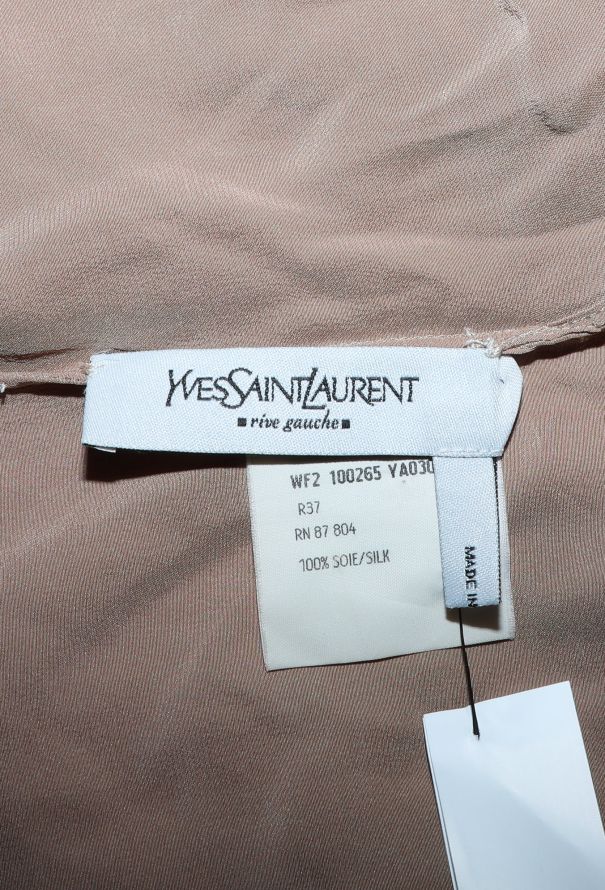 YVESSAINTLAURENT
rive gauche
WF2 100265 YA030
R37
RN 87 804
100% SOIE/SILK
MADE IN